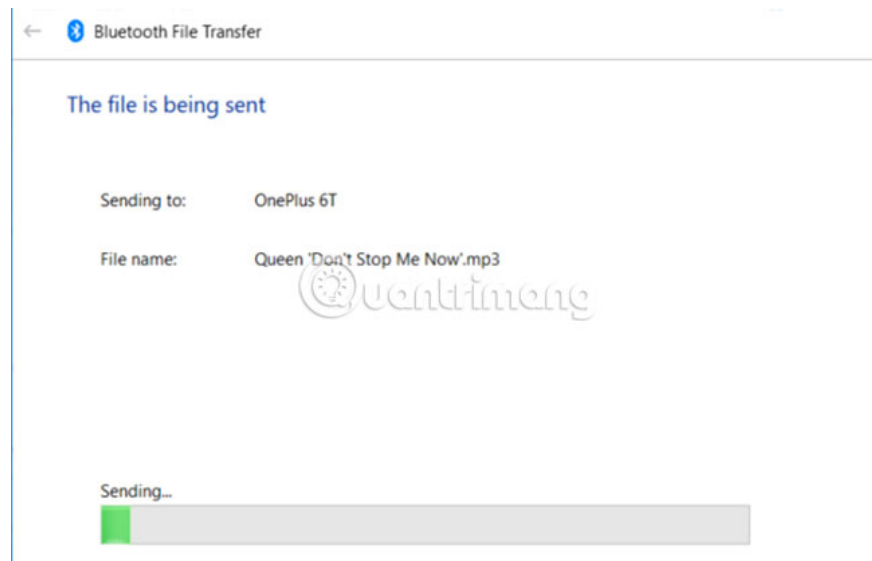 Bluetooth File Transfer
The file is being sent
Sending to: OnePlus 6T
File name: Queen 'Don't Stop Me Now'.mp3
Quantrimang
Sending...